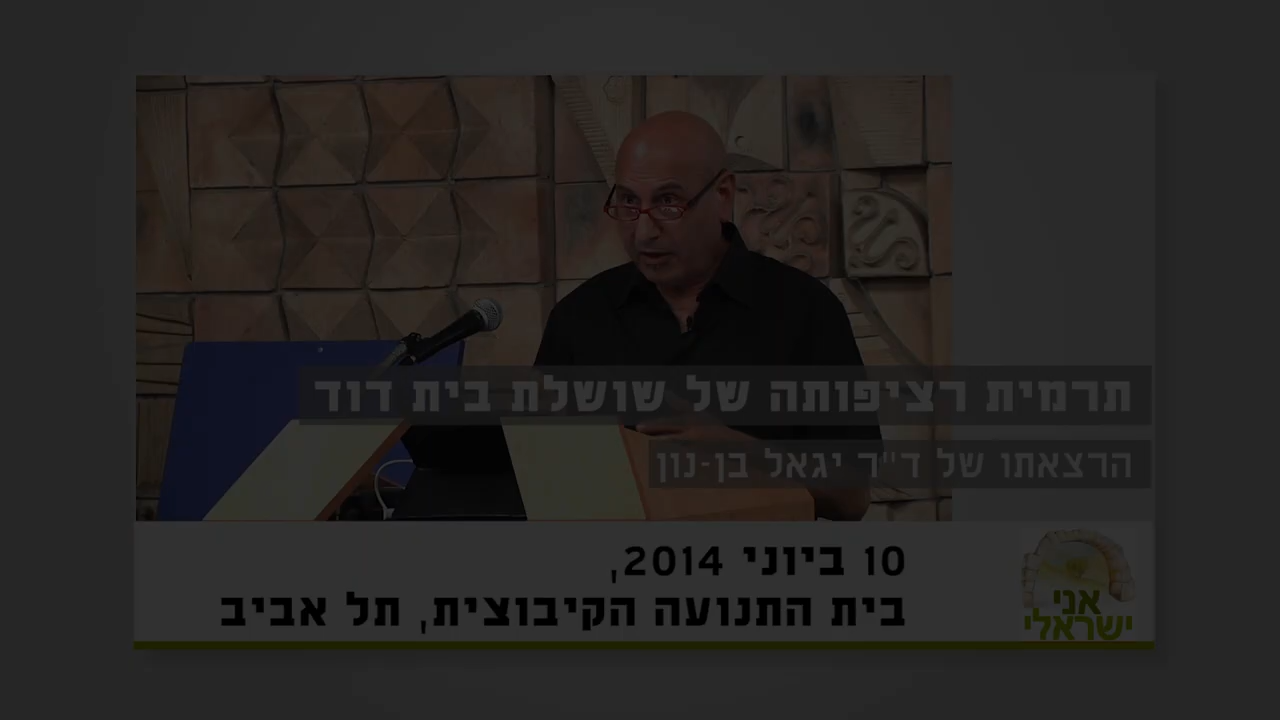 תרמית רציפותה של שושלת בית דוד
הרצאתו של ד"ר יגאל בן-נון
10 ביוני 2014,
בית התנועה הקיבוצית, תל אביב
אני
ישראלי